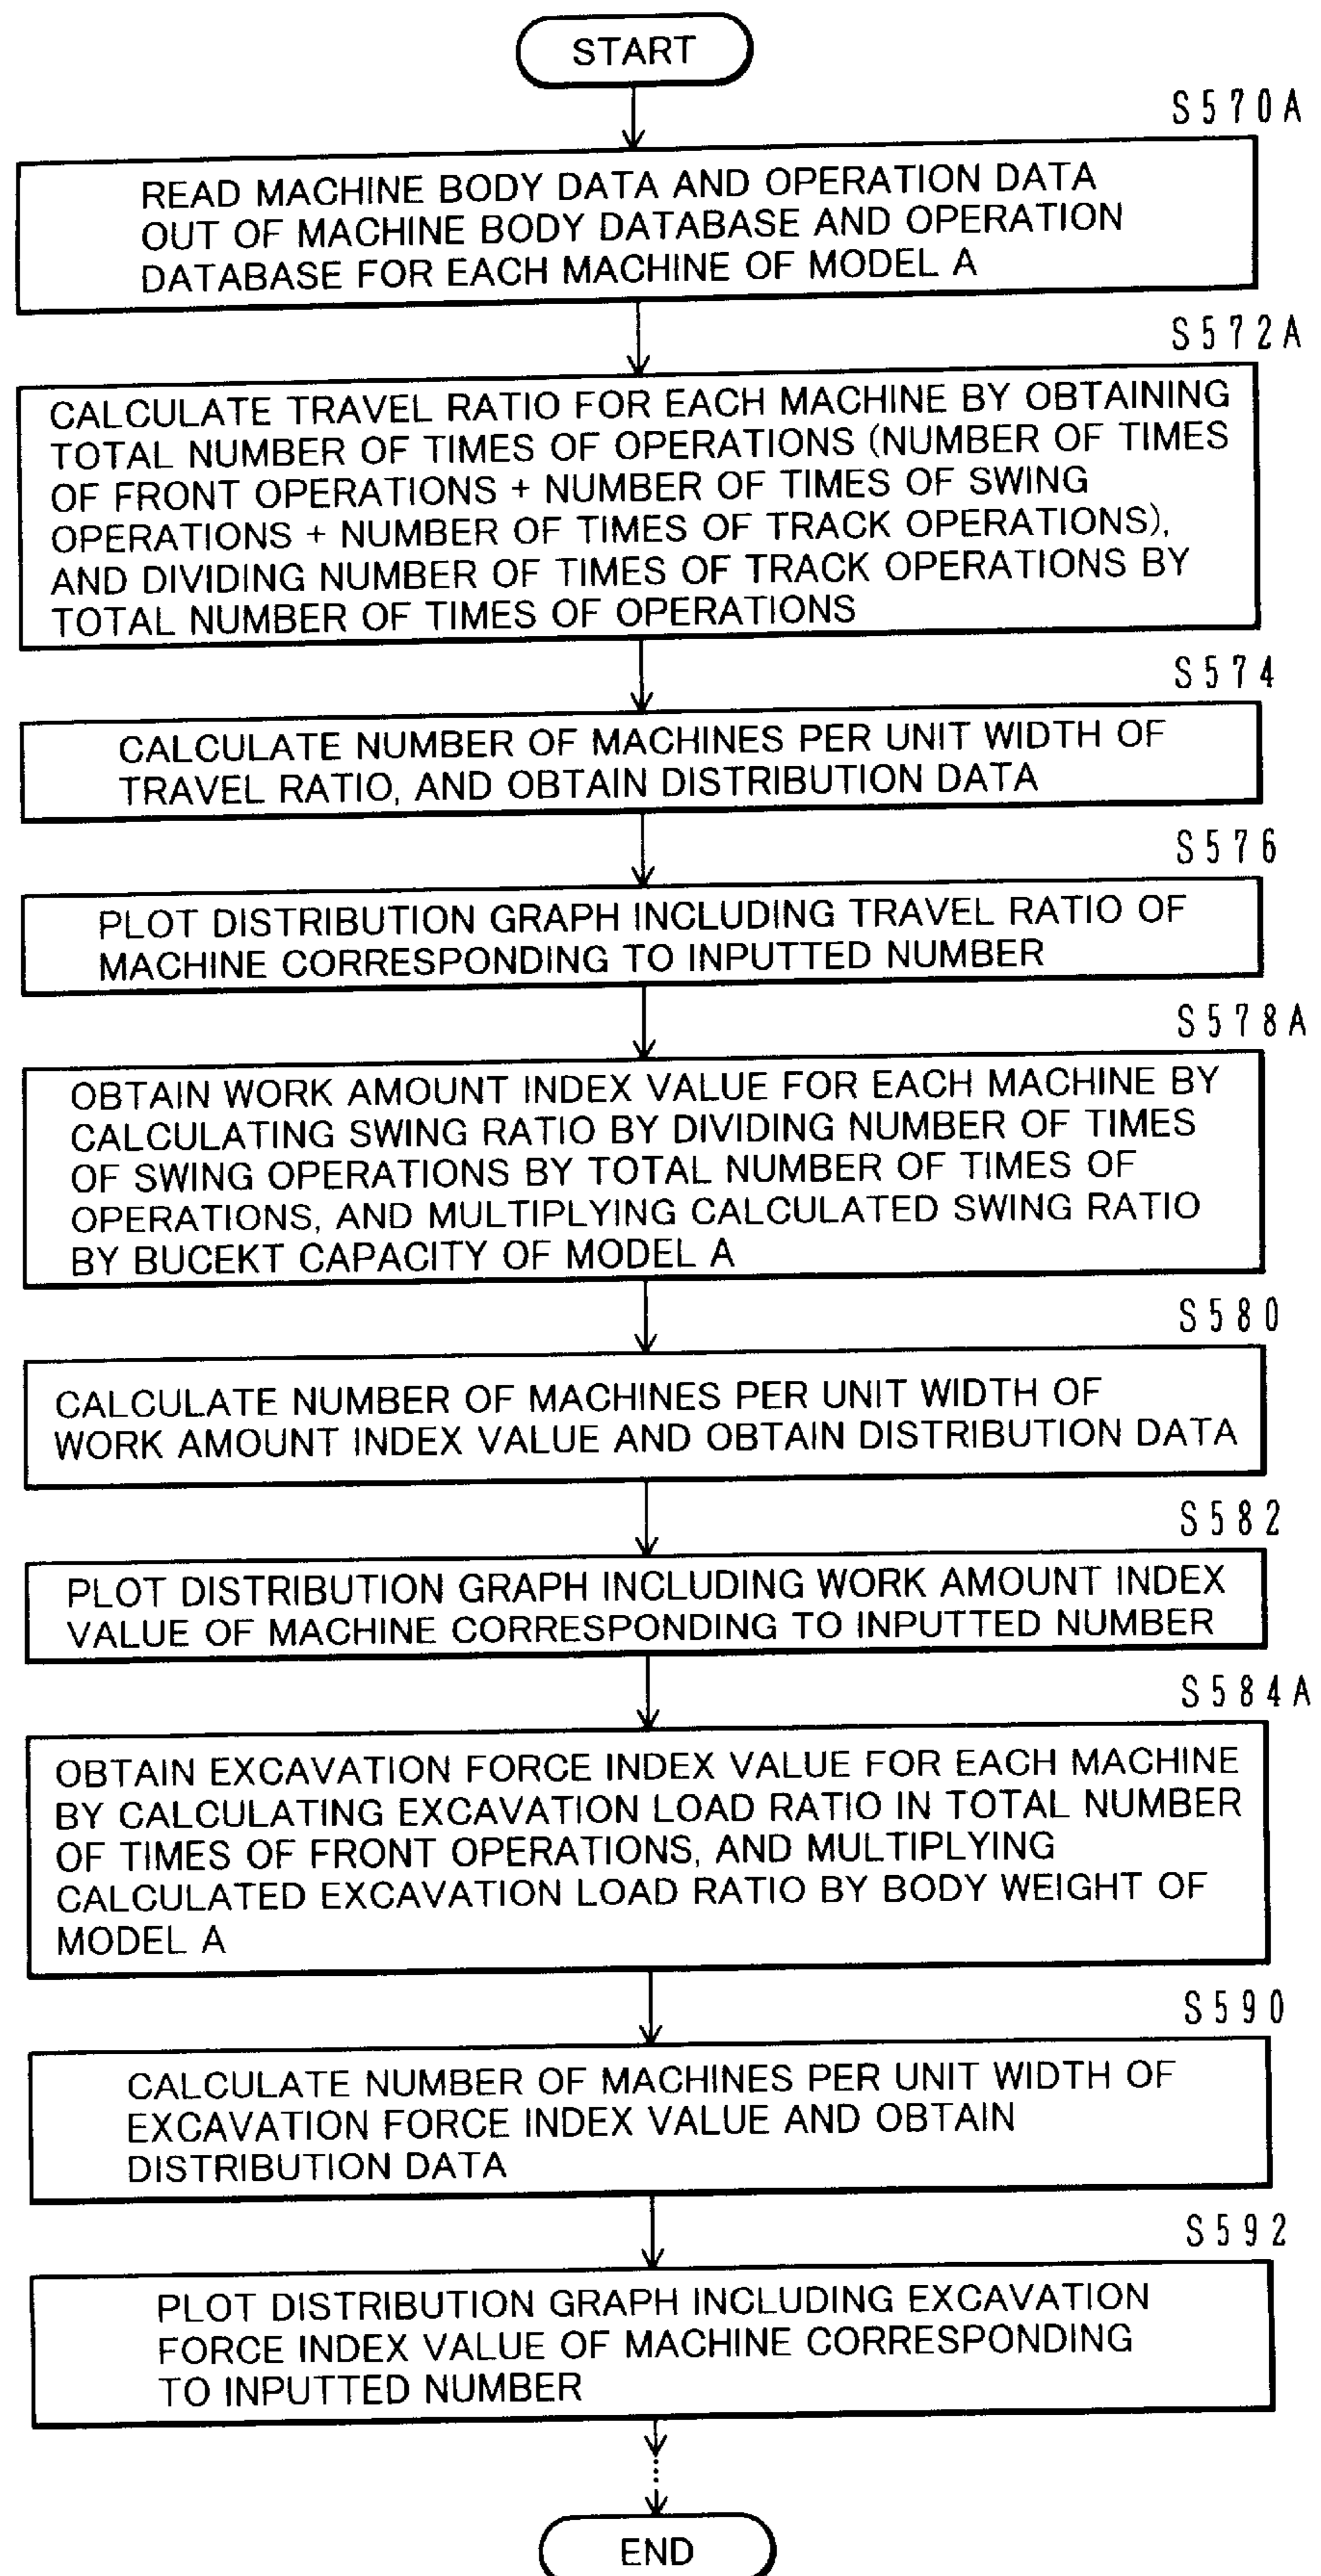 START
S570A
READ MACHINE BODY DATA AND OPERATION DATA
OUT OF MACHINE BODY DATABASE AND OPERATION
DATABASE FOR EACH MACHINE OF MODEL A
S572A
CALCULATE TRAVEL RATIO FOR EACH MACHINE BY OBTAINING
TOTAL NUMBER OF TIMES OF OPERATIONS (NUMBER OF TIMES
OF FRONT OPERATIONS + NUMBER OF TIMES OF SWING
OPERATIONS + NUMBER OF TIMES OF TRACK OPERATIONS),
AND DIVIDING NUMBER OF TIMES OF TRACK OPERATIONS BY
TOTAL NUMBER OF TIMES OF OPERATIONS
S574
CALCULATE NUMBER OF MACHINES PER UNIT WIDTH OF
TRAVEL RATIO, AND OBTAIN DISTRIBUTION DATA
S576
PLOT DISTRIBUTION GRAPH INCLUDING TRAVEL RATIO OF
MACHINE CORRESPONDING TO INPUTTED NUMBER
S578A
OBTAIN WORK AMOUNT INDEX VALUE FOR EACH MACHINE BY
CALCULATING SWING RATIO BY DIVIDING NUMBER OF TIMES
OF SWING OPERATIONS BY TOTAL NUMBER OF TIMES OF
OPERATIONS, AND MULTIPLYING CALCULATED SWING RATIO
BY BUCEKT CAPACITY OF MODEL A
S580
CALCULATE NUMBER OF MACHINES PER UNIT WIDTH OF
WORK AMOUNT INDEX VALUE AND OBTAIN DISTRIBUTION DATA
S582
PLOT DISTRIBUTION GRAPH INCLUDING WORK AMOUNT INDEX
VALUE OF MACHINE CORRESPONDING TO INPUTTED NUMBER
S584A
OBTAIN EXCAVATION FORCE INDEX VALUE FOR EACH MACHINE
BY CALCULATING EXCAVATION LOAD RATIO IN TOTAL NUMBER
OF TIMES OF FRONT OPERATIONS, AND MULTIPLYING
CALCULATED EXCAVATION LOAD RATIO BY BODY WEIGHT OF
MODEL A
S590
CALCULATE NUMBER OF MACHINES PER UNIT WIDTH OF
EXCAVATION FORCE INDEX VALUE AND OBTAIN
DISTRIBUTION DATA
S592
PLOT DISTRIBUTION GRAPH INCLUDING EXCAVATION
FORCE INDEX VALUE OF MACHINE CORRESPONDING
TO INPUTTED NUMBER
END